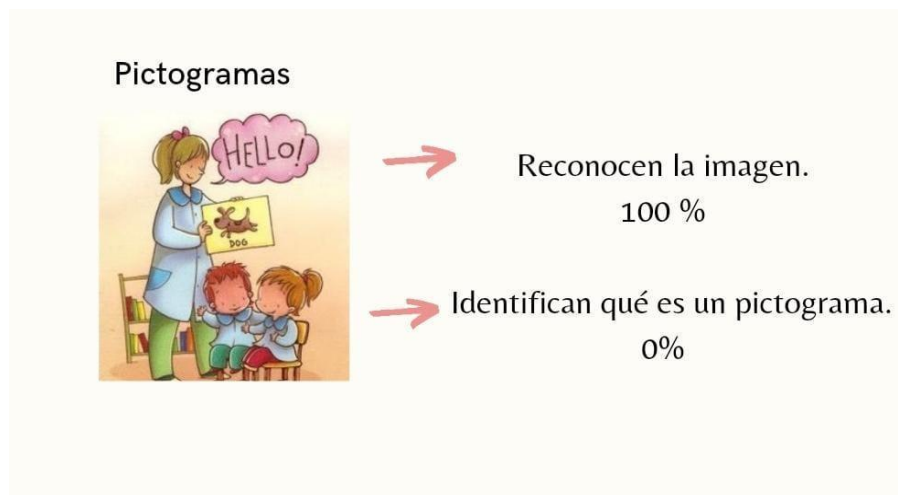 Pictogramas
HELLO!
DOG
Reconocen la imagen.
100 %
Identifican qué es un pictograma.
0%